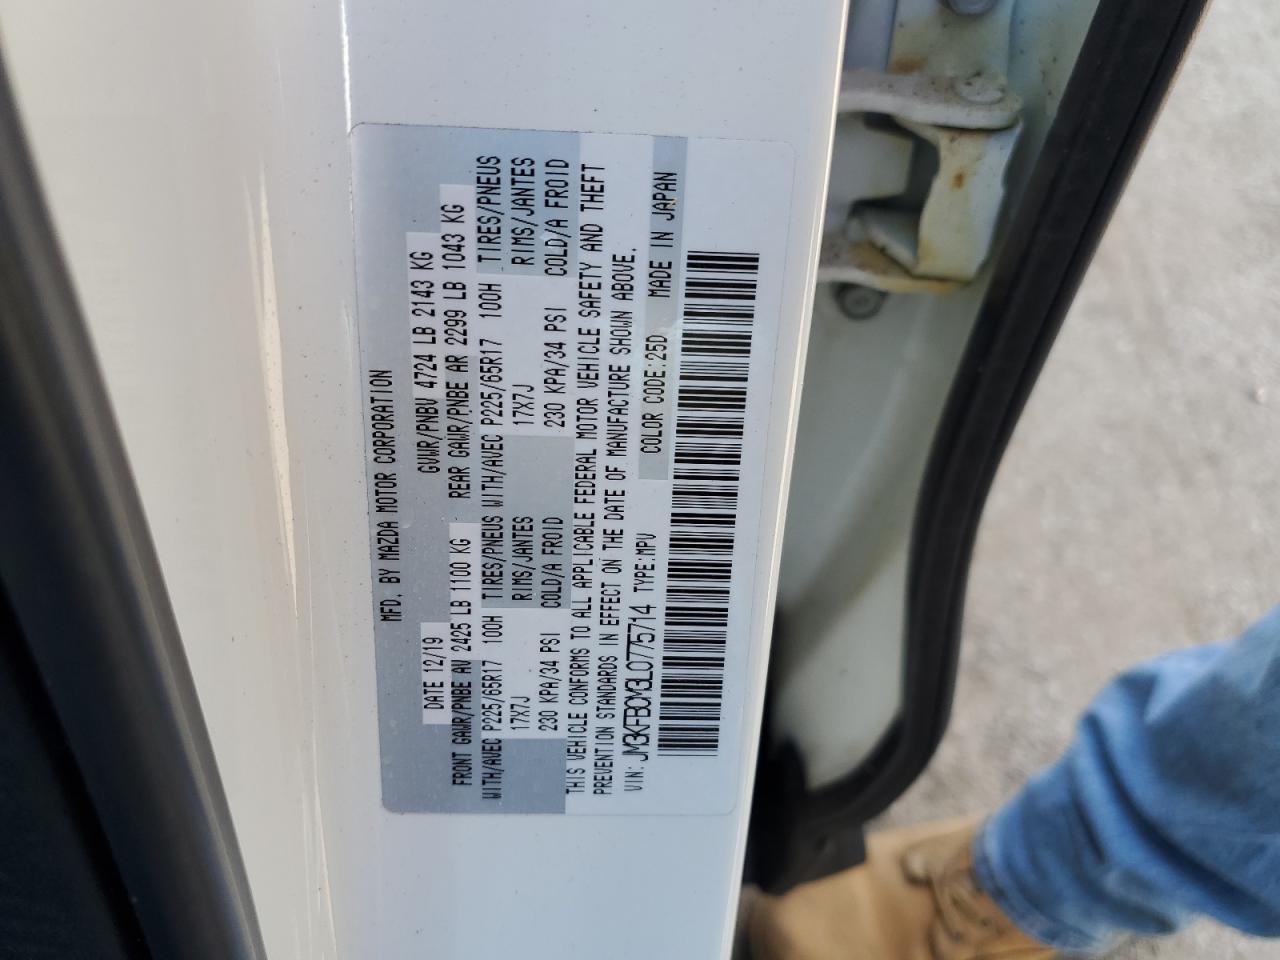 MFD. BY MAZDA MOTOR CORPORATION
DATE 12/19 GVWR/PNBV 4724 LB 2143 KG
FRONT GAWR/PNBE AV 2425 LB 1100 KG REAR GAWR/PNBE AR 2299 LB 1043 KG
WITH/AVEC P225/65R17 100H TIRES/PNEUS WITH/AVEC P225/65R17 100H TIRES/PNEUS
17X7J RIMS/JANTES 17X7J RIMS/JANTES
230 KPA/34 PSI COLD/A FROID 230 KPA/34 PSI COLD/A FROID
THIS VEHICLE CONFORMS TO ALL APPLICABLE FEDERAL MOTOR VEHICLE SAFETY AND THEFT
PREVENTION STANDARDS IN EFFECT ON THE DATE OF MANUFACTURE SHOWN ABOVE.
VIN: JM3KFBCM3L0775714 TYPE:MPV COLOR CODE:25D MADE IN JAPAN